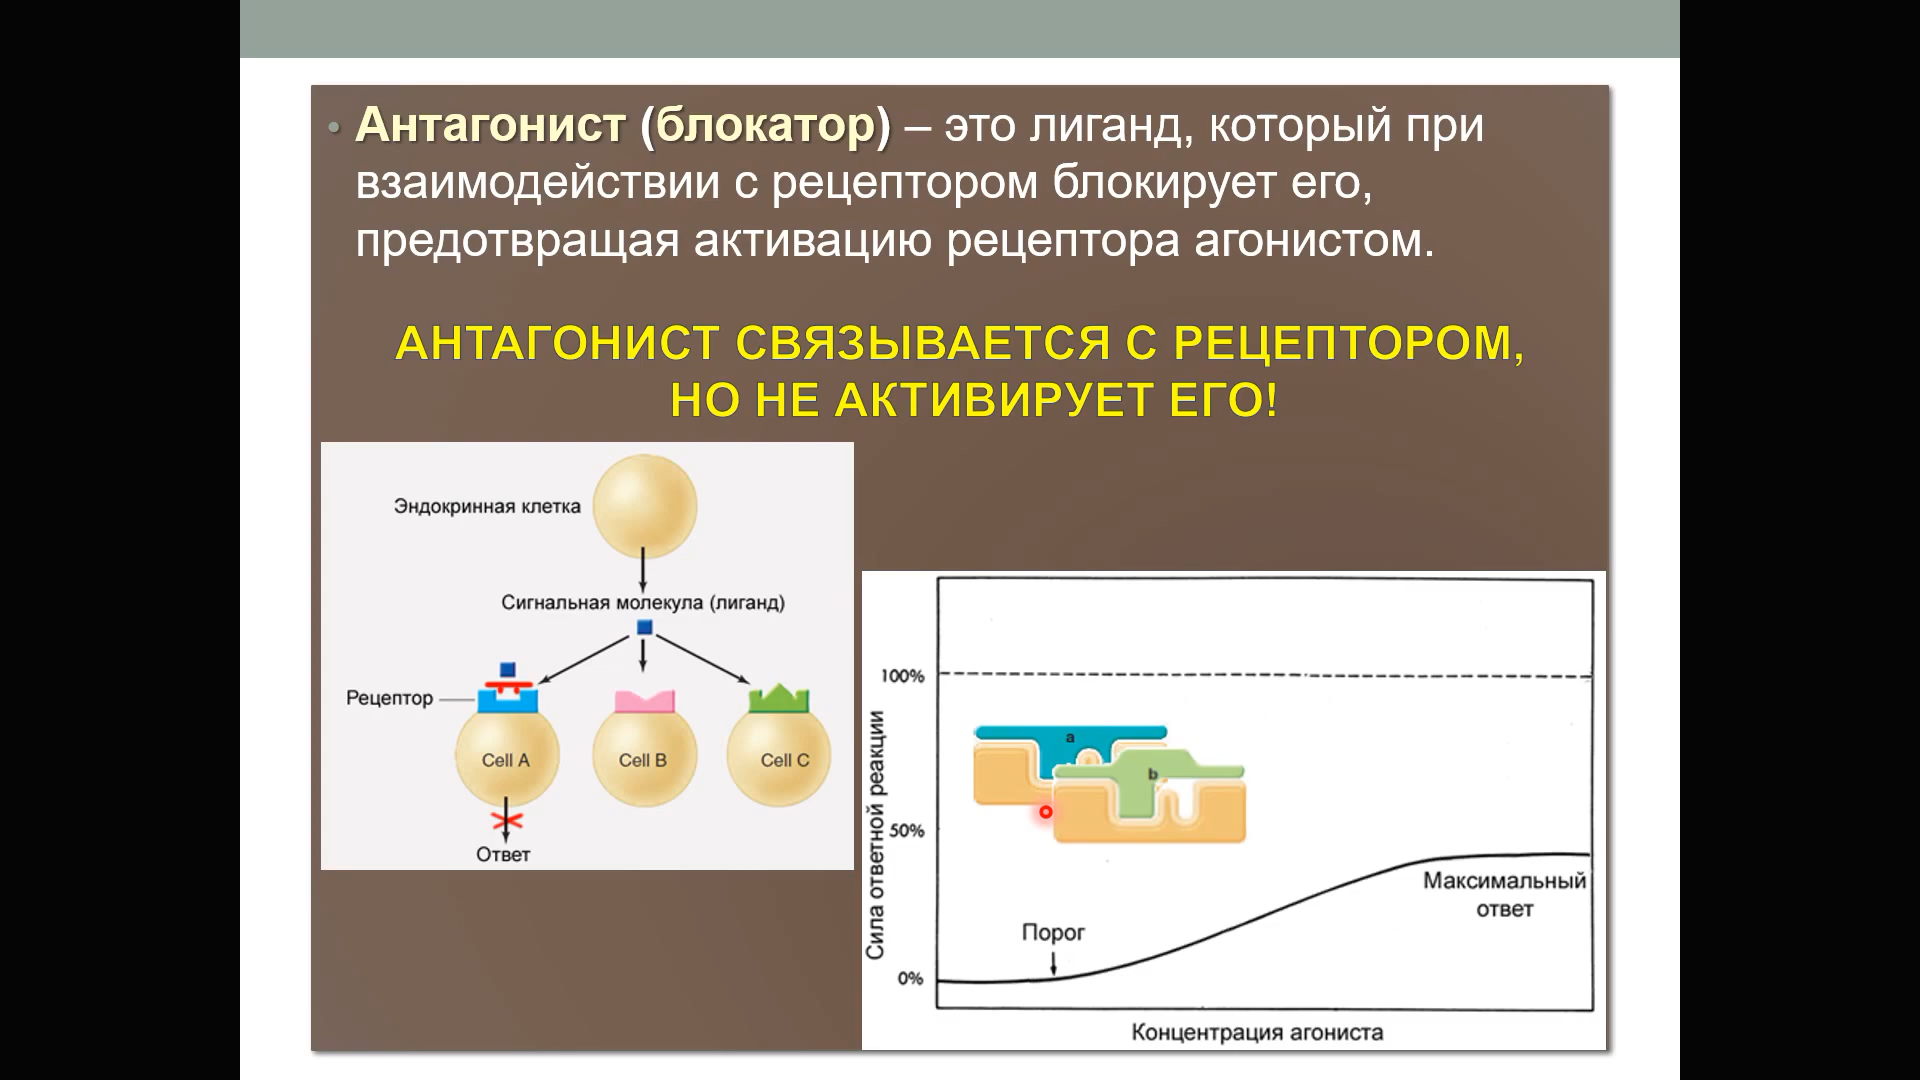 • Антагонист (блокатор) – это лиганд, который при
взаимодействии с рецептором блокирует его,
предотвращая активацию рецептора агонистом.
АНТАГОНИСТ СВЯЗЫВАЕТСЯ С РЕЦЕПТОРОМ,
НО НЕ АКТИВИРУЕТ ЕГО!
Эндокринная клетка
Сигнальная молекула (лиганд)
Рецептор
Cell A
Cell B
Cell C
Ответ
Сила ответной реакции
100%
50%
0%
a
b
Порог
Максимальный
ответ
Концентрация агониста